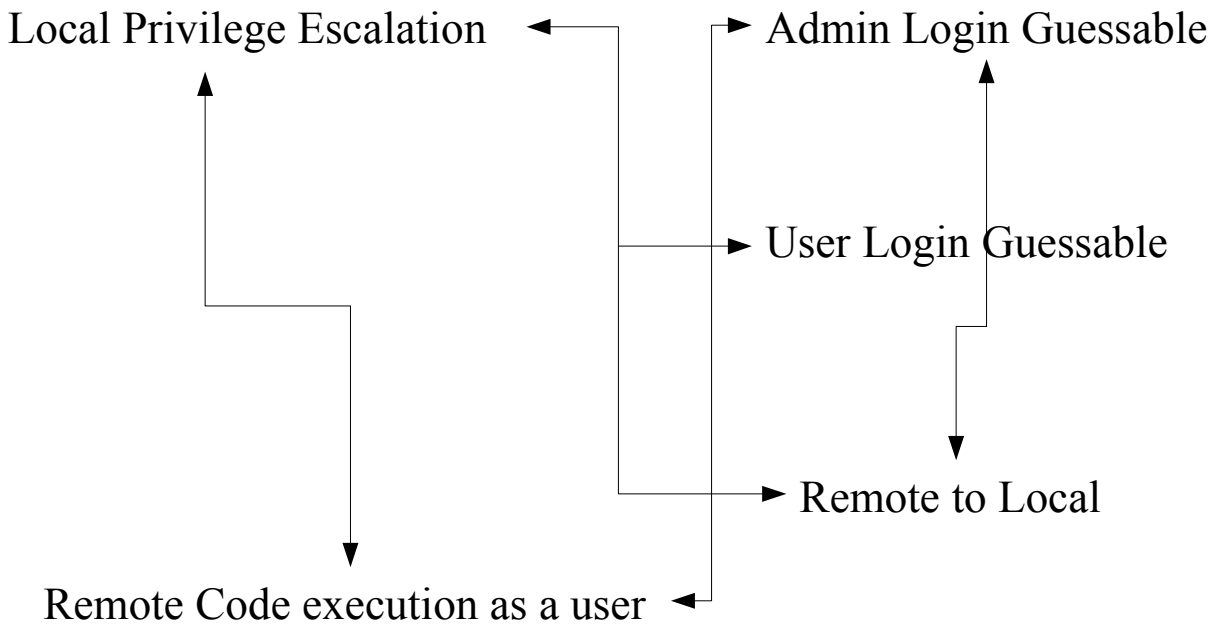 Local Privilege Escalation
Admin Login Guessable
User Login Guessable
Remote to Local
Remote Code execution as a user